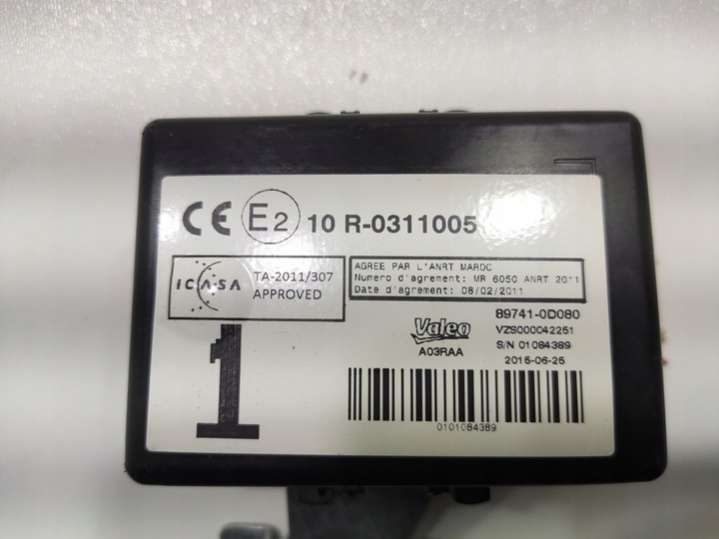 CE E2 10 R-0311005
ICASA
TA-2011/307
APPROVED
AGREE PAR L'ANRT MAROC
Numero d'agrement: MR 6050 ANRT 2011
Date d'agrement: 08/02/2011
1
Valeo
A03RAA
89741-0D080
VZS000042251
S/N 01084389
2015-06-25
0101084389